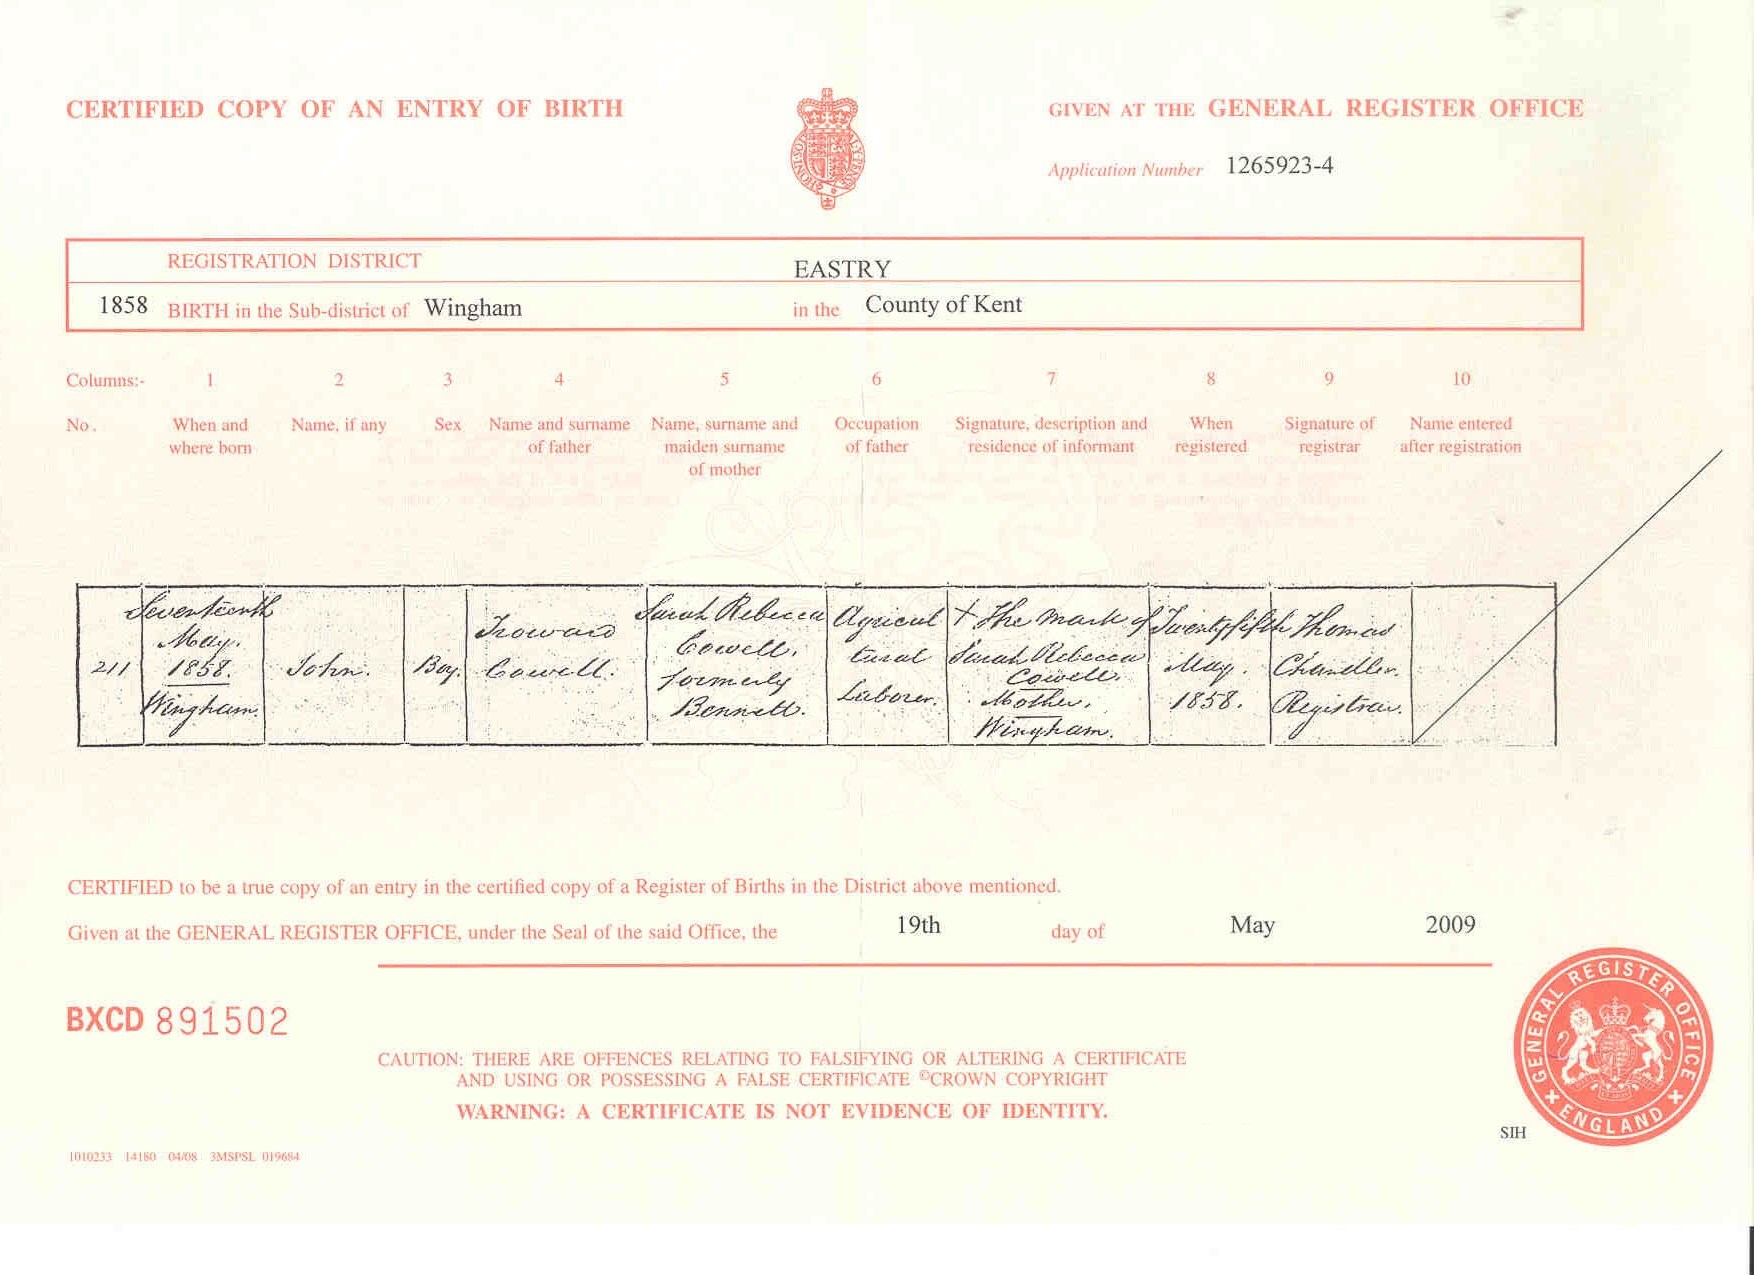 CERTIFIED COPY OF AN ENTRY OF BIRTH
GIVEN AT THE GENERAL REGISTER OFFICE
Application Number 1265923-4
REGISTRATION DISTRICT EASTRY
1858 BIRTH in the Sub-district of Wingham in the County of Kent
Columns:- 1 2 3 4 5 6 7 8 9 10
No. When and where born
Name, if any
Sex
Name and surname of father
Name, surname and maiden surname of mother
Occupation of father
Signature, description and residence of informant
When registered
Signature of registrar
Name entered after registration
211
Seventeenth
May.
1858.
Wingham.
John.
Boy.
Troward
Cowell.
Sarah Rebecca
Cowell.
formerly
Bennett.
Agricul
tural
Laborer.
X The Mark of
Sarah Rebecca
Cowell.
Mother.
Wingham.
Twenty fifth
May.
1858.
Thomas
Chandler.
Registrar.
CERTIFIED to be a true copy of an entry in the certified copy of a Register of Births in the District above mentioned.
Given at the GENERAL REGISTER OFFICE, under the Seal of the said Office, the 19th day of May 2009
BXCD 891502
CAUTION: THERE ARE OFFENCES RELATING TO FALSIFYING OR ALTERING A CERTIFICATE
AND USING OR POSSESSING A FALSE CERTIFICATE ©CROWN COPYRIGHT
WARNING: A CERTIFICATE IS NOT EVIDENCE OF IDENTITY.
GENERAL REGISTER OFFICE
ENGLAND
SIH
1010233 14180 04/08 3MSPSL 019684